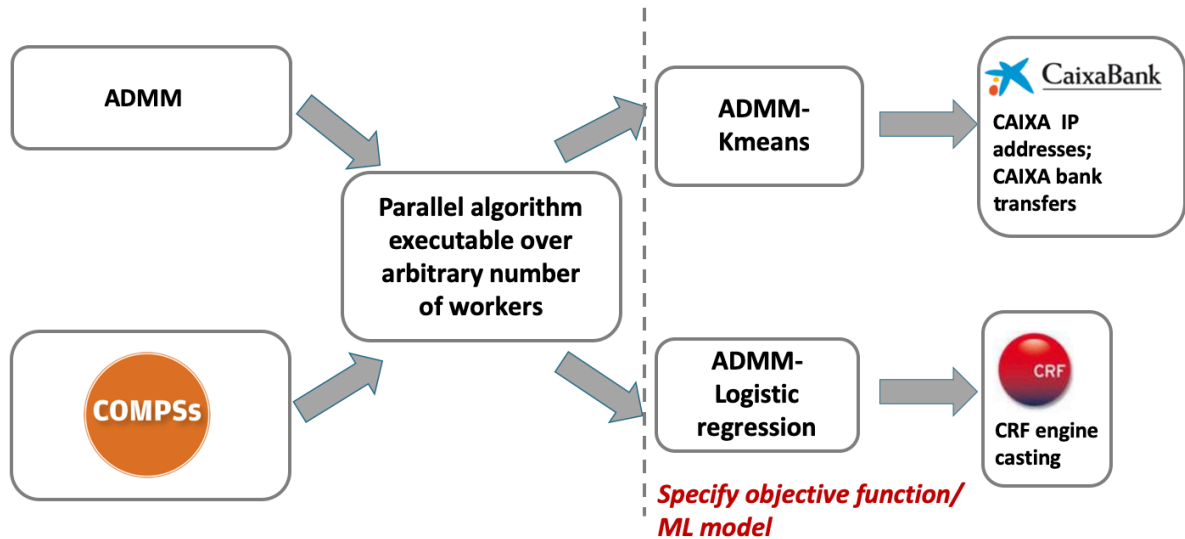 ADMM
COMPSs
Parallel algorithm
executable over
arbitrary number
of workers
ADMM-
Kmeans
CaixaBank
CAIXA IP
addresses;
CAIXA bank
transfers
ADMM-
Logistic
regression
CRF
CRF engine
casting
Specify objective function/
ML model